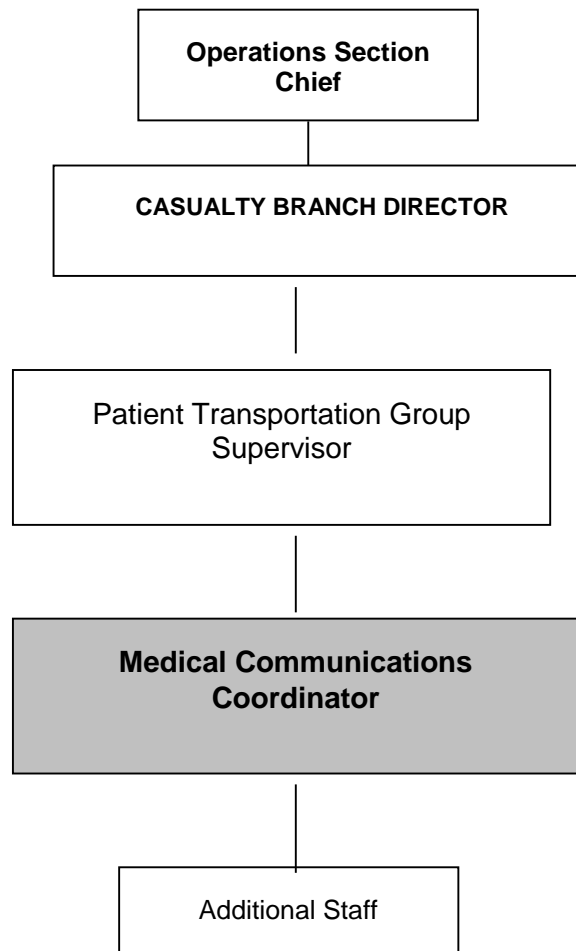 Operations Section
Chief
CASUALTY BRANCH DIRECTOR
Patient Transportation Group
Supervisor
Medical Communications
Coordinator
Additional Staff